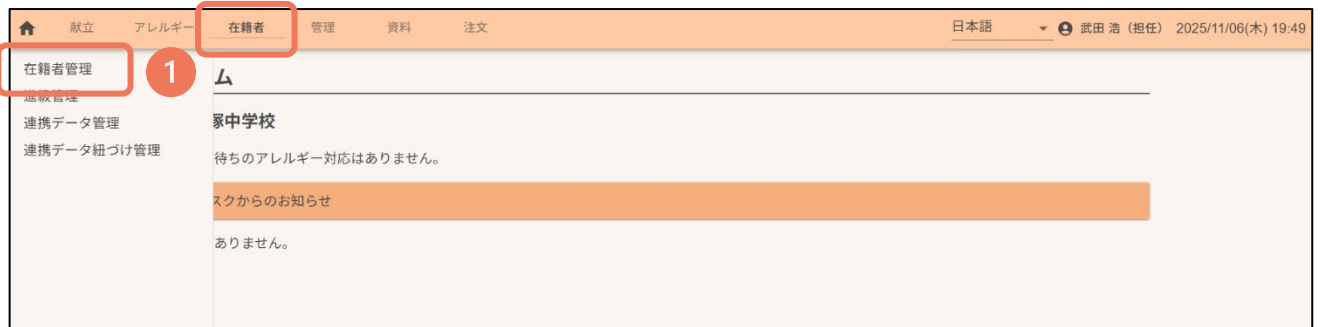 献立 アレルギー 在籍者 管理 資料 注文 日本語 武田 浩（担任） 2025/11/06(木) 19:49
在籍者管理
1
ム
進級管理
連携データ管理
塚中学校
連携データ紐づけ管理
待ちのアレルギー対応はありません。
スクからのお知らせ
ありません。